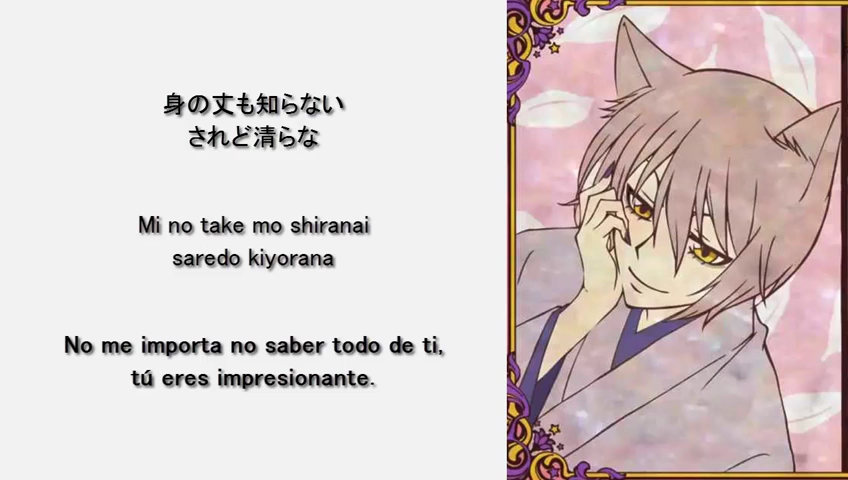 身の丈も知らない
されど清らな
Mi no take mo shiranai
saredo kiyorana
No me importa no saber todo de ti,
tú eres impresionante.